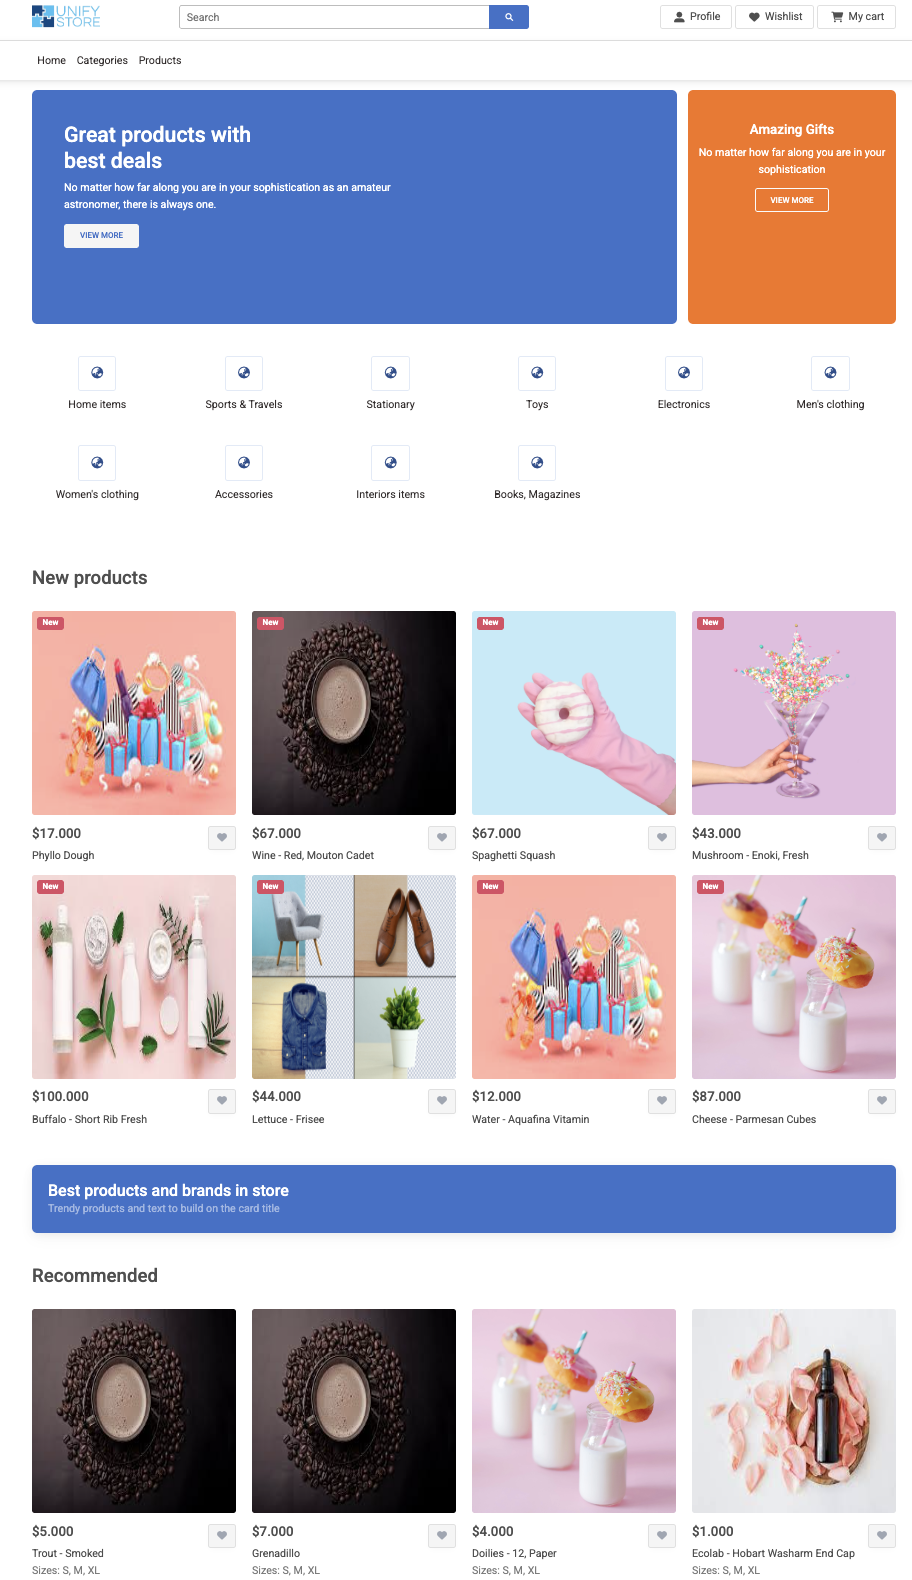 UNIFY
STORE
Search
Profile
Wishlist
My cart
Home
Categories
Products
Great products with
best deals
No matter how far along you are in your sophistication as an amateur
astronomer, there is always one.
VIEW MORE
Amazing Gifts
No matter how far along you are in your
sophistication
VIEW MORE
Home items
Sports & Travels
Stationary
Toys
Electronics
Men's clothing
Women's clothing
Accessories
Interiors items
Books, Magazines
New products
New
$17.000
Phyllo Dough
New
$67.000
Wine - Red, Mouton Cadet
New
$67.000
Spaghetti Squash
New
$43.000
Mushroom - Enoki, Fresh
New
$100.000
Buffalo - Short Rib Fresh
New
$44.000
Lettuce - Frisee
New
$12.000
Water - Aquafina Vitamin
New
$87.000
Cheese - Parmesan Cubes
Best products and brands in store
Trendy products and text to build on the card title
Recommended
$5.000
Trout - Smoked
Sizes: S, M, XL
$7.000
Grenadillo
Sizes: S, M, XL
$4.000
Doilies - 12, Paper
Sizes: S, M, XL
$1.000
Ecolab - Hobart Washarm End Cap
Sizes: S, M, XL